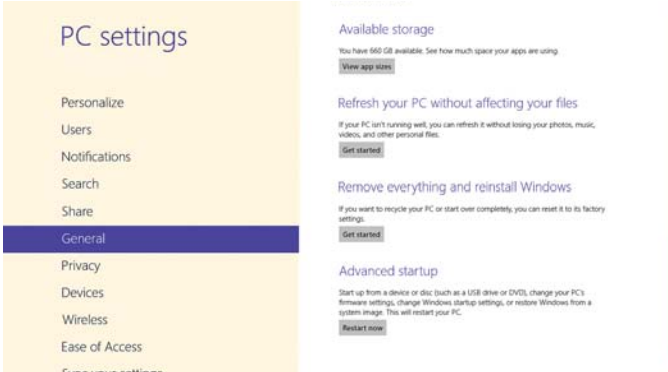 PC settings
Personalize
Users
Notifications
Search
Share
General
Privacy
Devices
Wireless
Ease of Access
Available storage
You have 660 GB available. See how much space your apps are using.
View app sizes
Refresh your PC without affecting your files
If your PC isn't running well, you can refresh it without losing your photos, music,
videos, and other personal files.
Get started
Remove everything and reinstall Windows
If you want to recycle your PC or start over completely, you can reset it to its factory
settings.
Get started
Advanced startup
Start up from a device or disc (such as a USB drive or DVD), change your PC's
firmware settings, change Windows startup settings, or restore Windows from a
system image. This will restart your PC.
Restart now